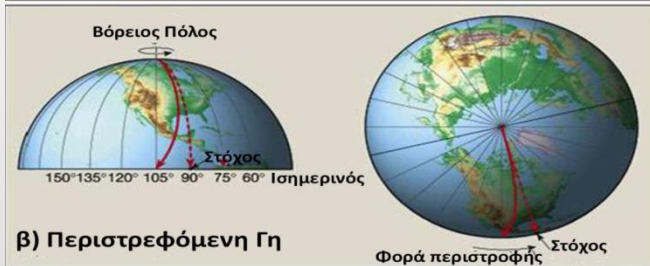 Βόρειος Πόλος
Στόχος
150° 135° 120° 105° 90° 75° 60° Ισημερινός
β) Περιστρεφόμενη Γη
Στόχος
Φορά περιστροφής